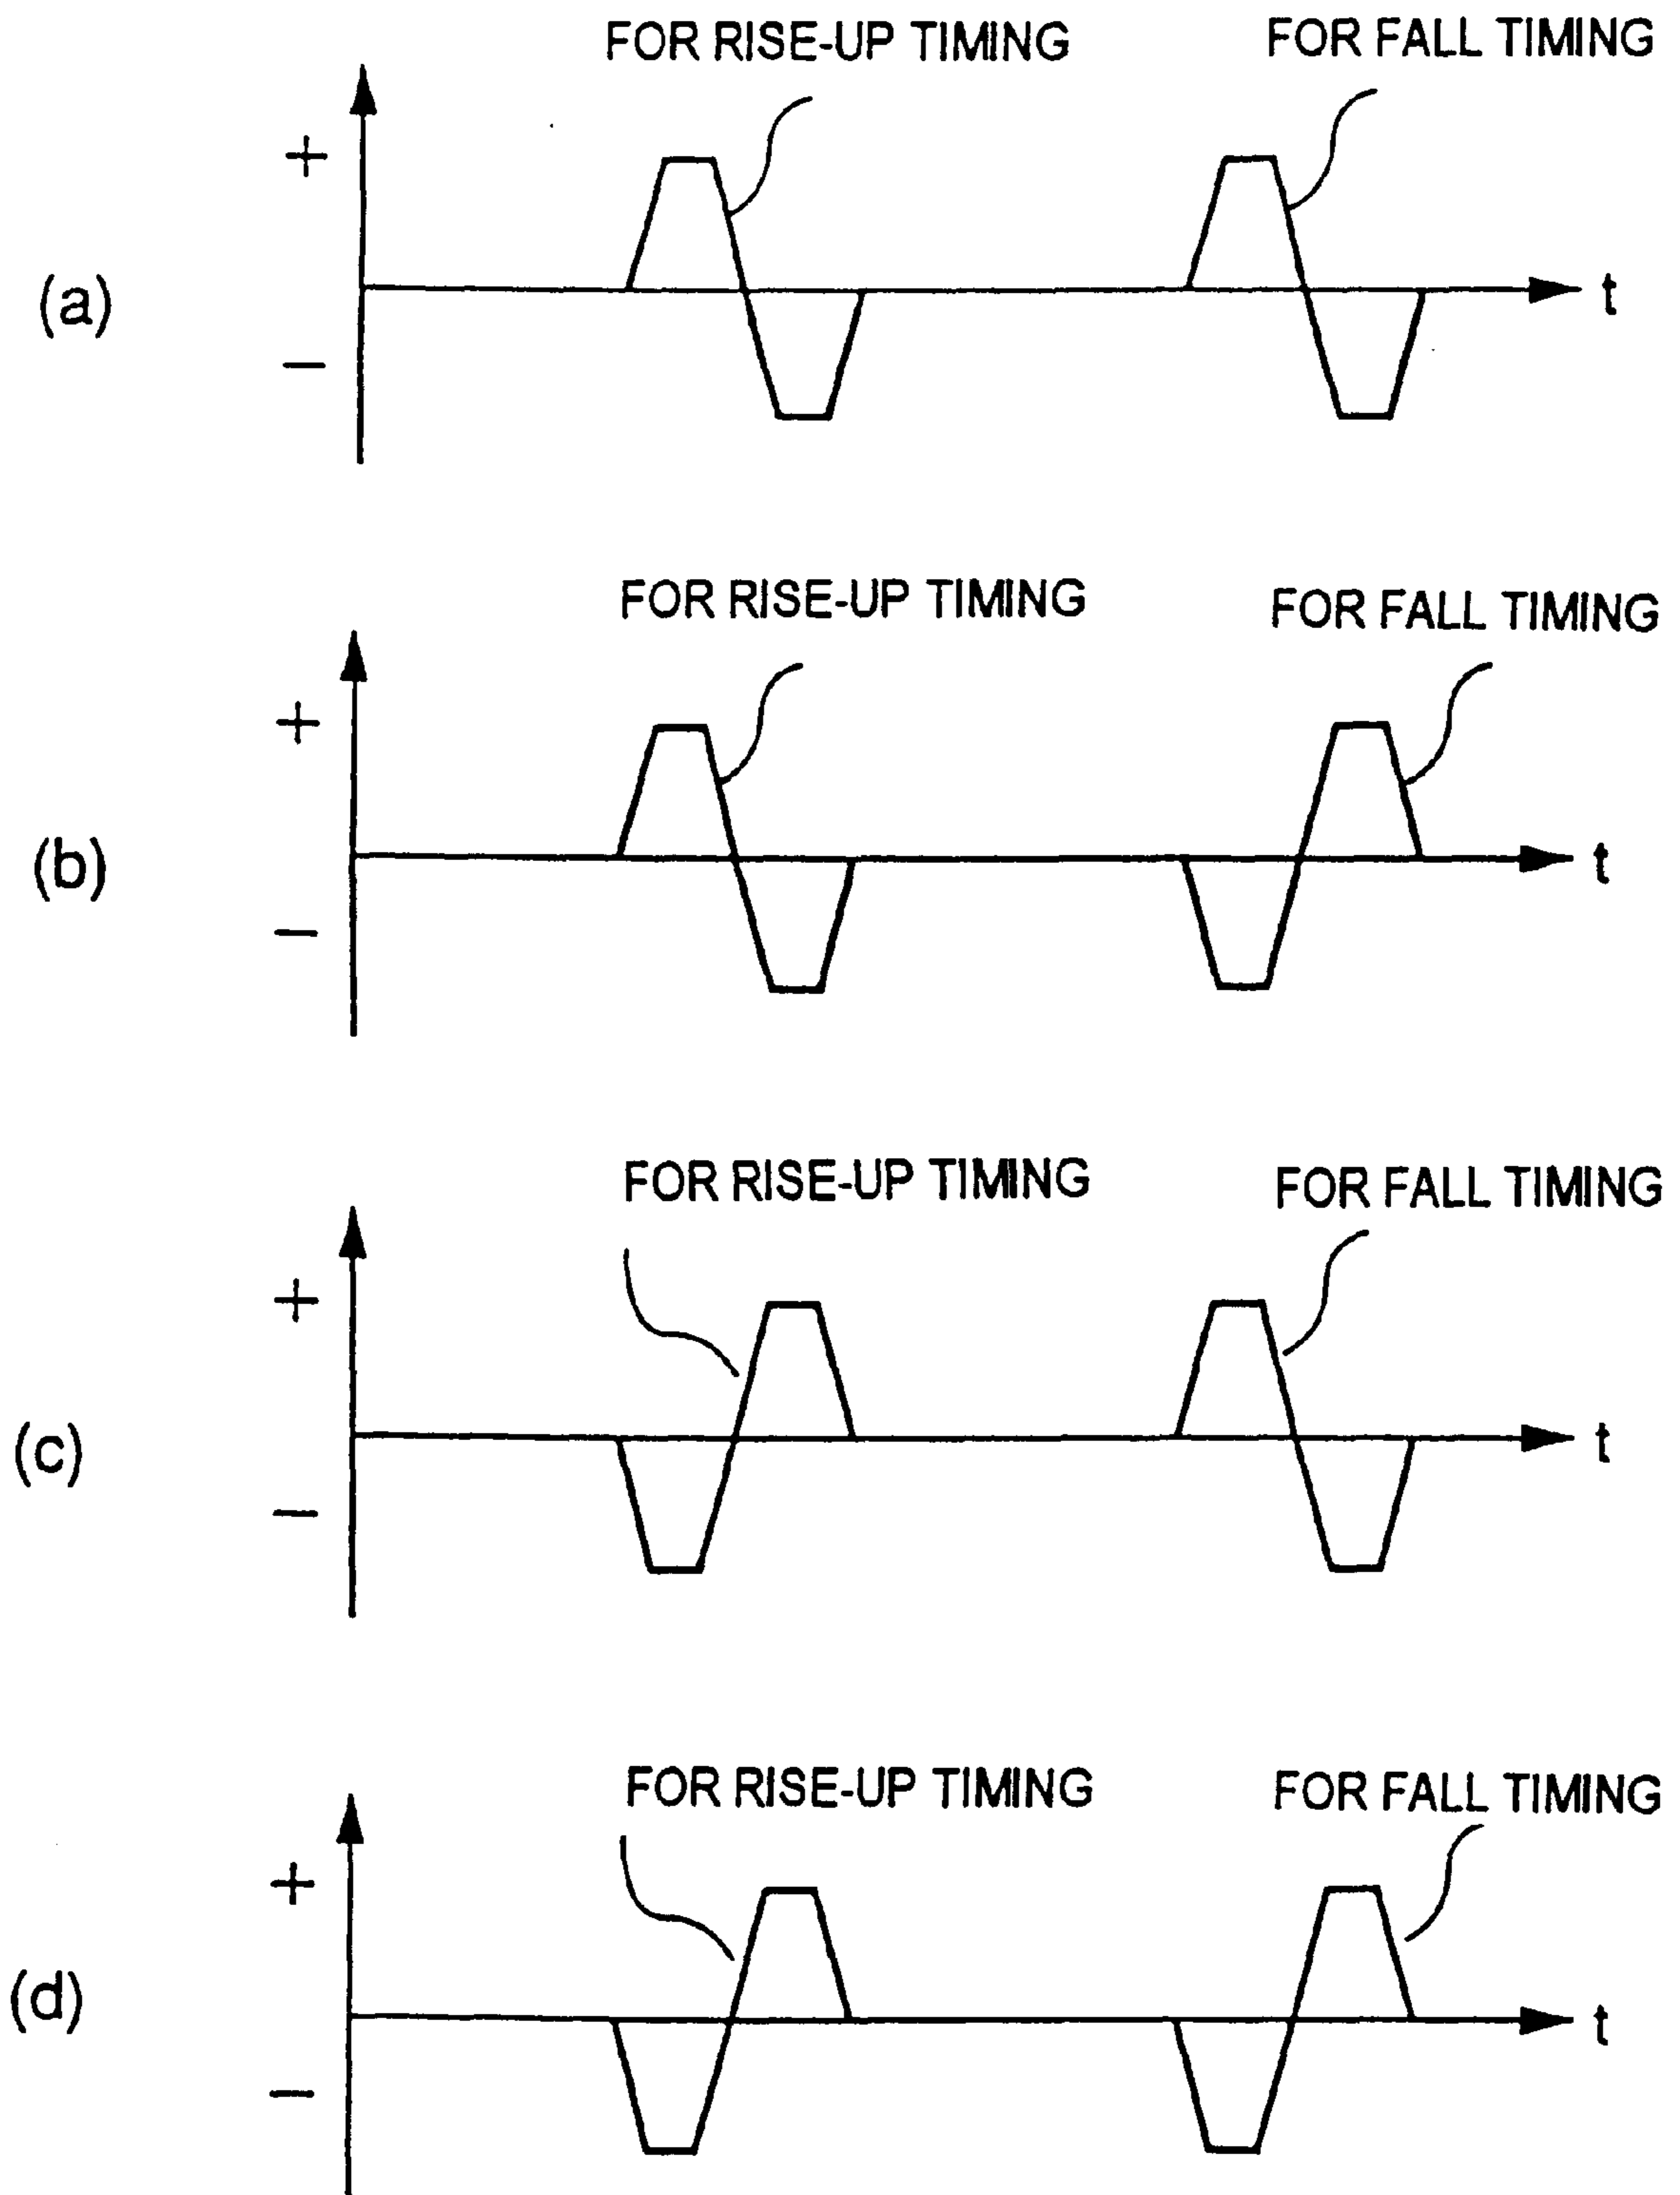 FOR RISE-UP TIMING FOR FALL TIMING
+
(a) t
−
FOR RISE-UP TIMING FOR FALL TIMING
+
(b) t
−
FOR RISE-UP TIMING FOR FALL TIMING
+
(c) t
−
FOR RISE-UP TIMING FOR FALL TIMING
+
(d) t
−